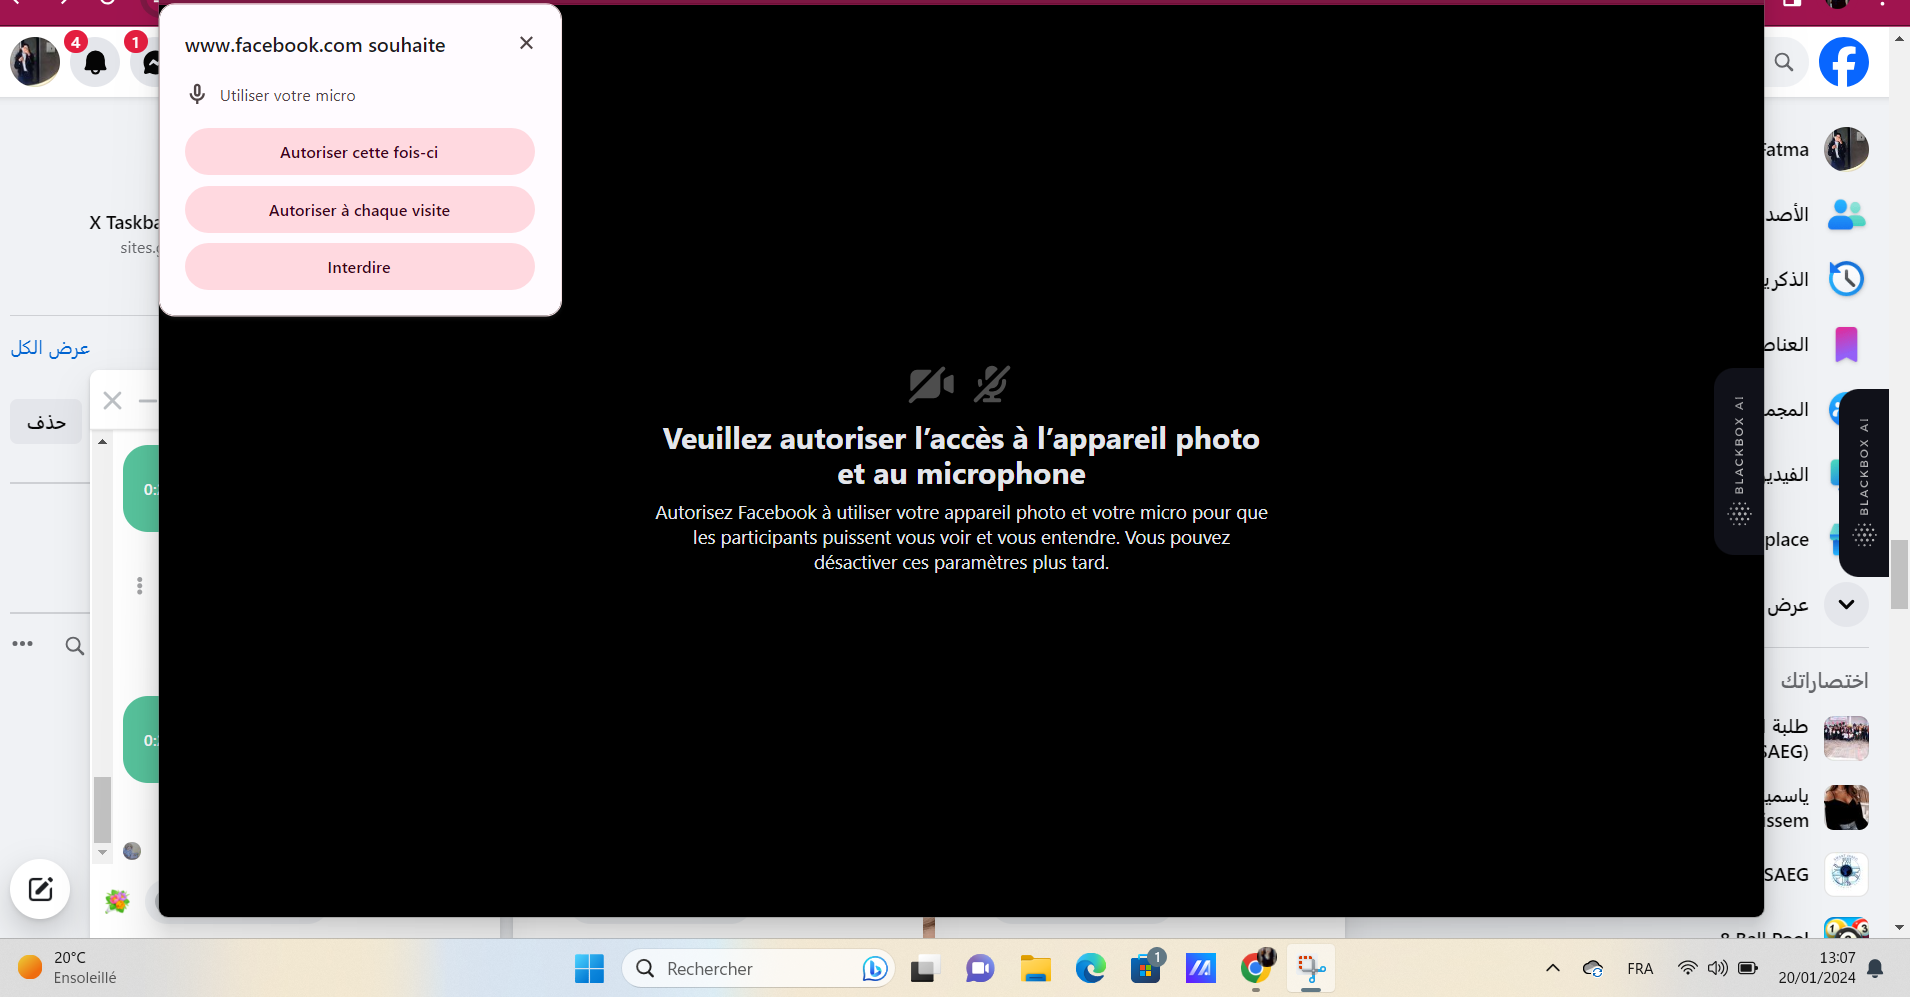 4
1
www.facebook.com souhaite
Utiliser votre micro
Autoriser cette fois-ci
Autoriser à chaque visite
Interdire
X Taskba
sites.g
عرض الكل
حذف
0:
0:
Veuillez autoriser l’accès à l’appareil photo
et au microphone
Autorisez Facebook à utiliser votre appareil photo et votre micro pour que
les participants puissent vous voir et vous entendre. Vous pouvez
désactiver ces paramètres plus tard.
BLACKBOX AI
BLACKBOX AI
Fatma
الأصد
الذكري
العناص
المجم
الفيدي
place
عرض
اختصاراتك
طلبة
SAEG)
ياسمي
issem
SAEG
8 Ball Pool
20°C
Ensoleillé
Rechercher
1
FRA
13:07
20/01/2024